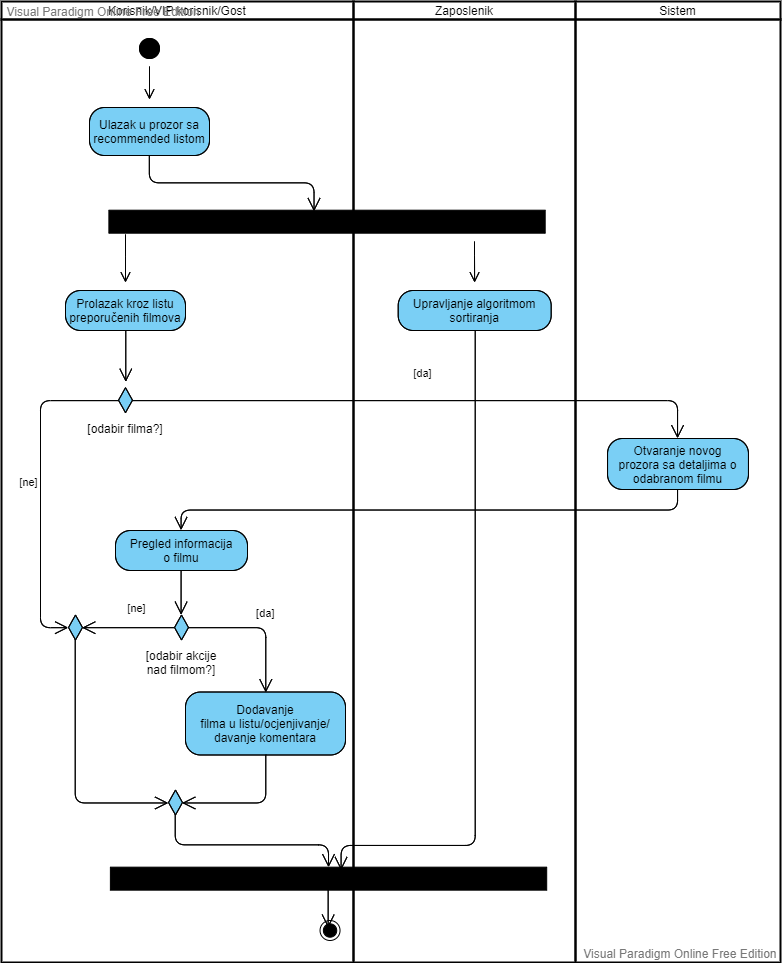 Visual Paradigm Online Free Edition
Korisnik/VIP korisnik/Gost
Zaposlenik
Sistem
Ulazak u prozor sa
recommended listom
Prolazak kroz listu
preporučenih filmova
Upravljanje algoritmom
sortiranja
[da]
[odabir filma?]
Otvaranje novog
prozora sa detaljima o
odabranom filmu
[ne]
Pregled informacija
o filmu
[ne]
[da]
[odabir akcije
nad filmom?]
Dodavanje
filma u listu/ocjenjivanje/
davanje komentara
Visual Paradigm Online Free Edition